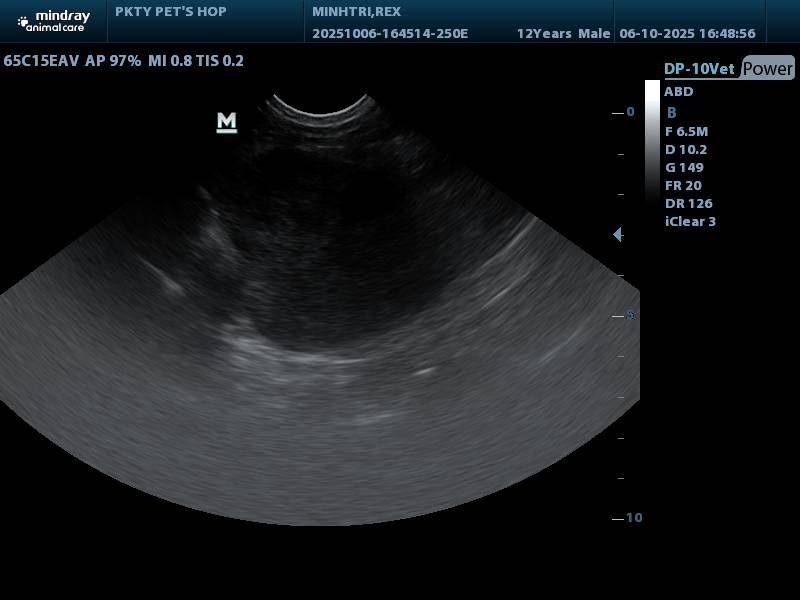 mindray
animal care
PKTY PET'S HOP
MINHTRI,REX
20251006-164514-250E
12Years Male
06-10-2025 16:48:56
65C15EAV AP 97% MI 0.8 TIS 0.2
DP-10Vet
Power
M
ABD
B
F 6.5M
D 10.2
G 149
FR 20
DR 126
iClear 3
0
5
10